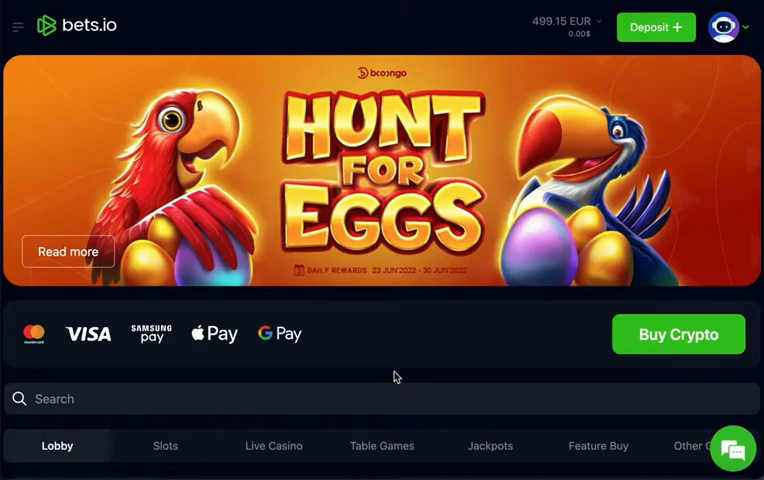 bets.io
499.15 EUR
0.00$
Deposit +
booongo
HUNT
FOR
EGGS
Read more
DAILY REWARDS 23 JUN'2022 - 30 JUN'2022
mastercard
VISA
SAMSUNG
pay
Pay
G Pay
Buy Crypto
Search
Lobby
Slots
Live Casino
Table Games
Jackpots
Feature Buy
Other